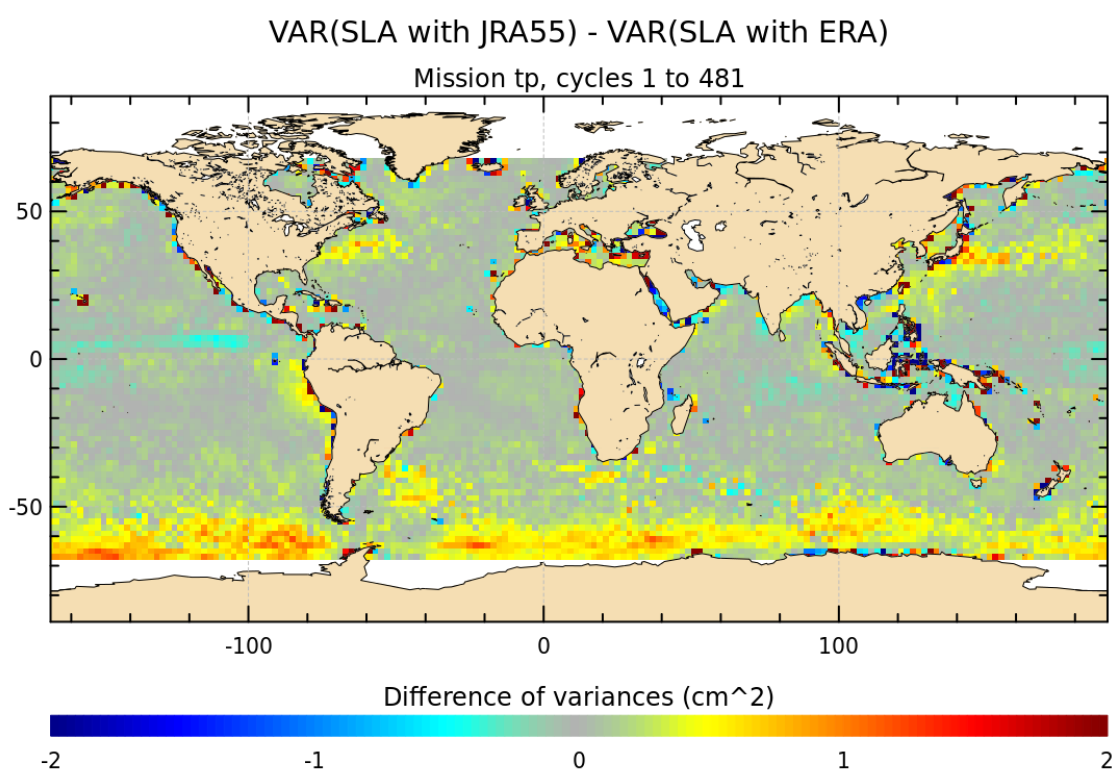 VAR(SLA with JRA55) - VAR(SLA with ERA)
Mission tp, cycles 1 to 481
50
0
-50
-100 0 100
Difference of variances (cm^2)
-2 -1 0 1 2